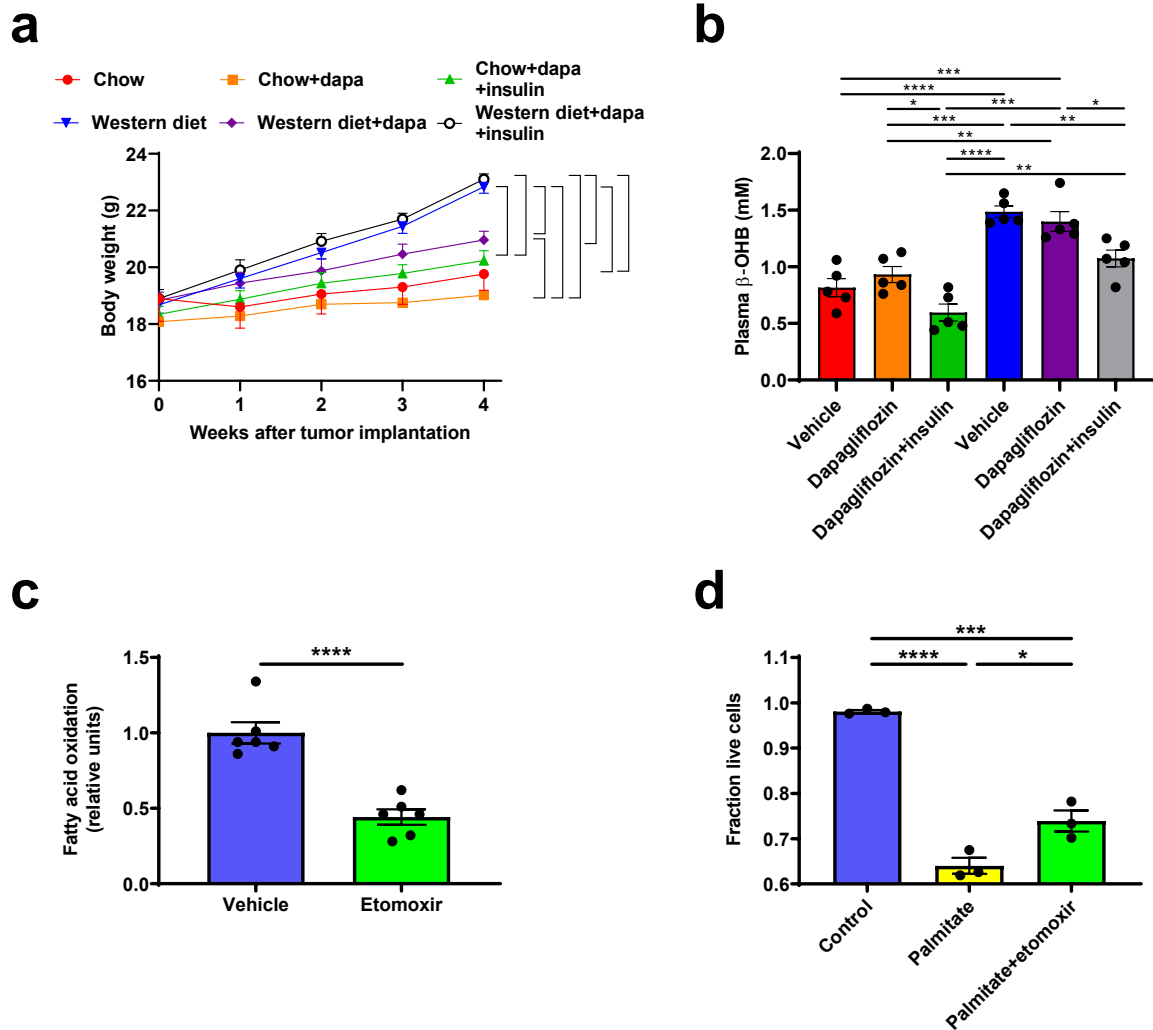 a
Chow
Chow+dapa
Chow+dapa
+insulin
Western diet
Western diet+dapa
Western diet+dapa
+insulin
Body weight (g)
24
22
20
18
16
0
1
2
3
4
Weeks after tumor implantation
b
***
****
*
***
*
***
**
**
****
**
Plasma β-OHB (mM)
2.0
1.5
1.0
0.5
0.0
Vehicle
Dapagliflozin
Dapagliflozin+insulin
Vehicle
Dapagliflozin
Dapagliflozin+insulin
c
****
Fatty acid oxidation
(relative units)
1.5
1.0
0.5
0.0
Vehicle
Etomoxir
d
***
****
*
Fraction live cells
1.1
1.0
0.9
0.8
0.7
0.6
Control
Palmitate
Palmitate+etomoxir